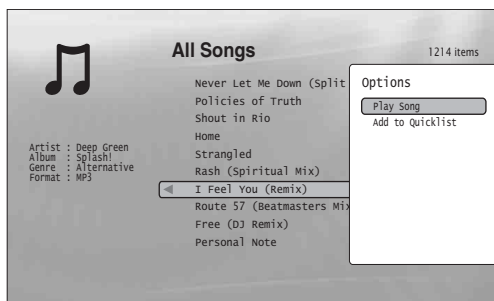 All Songs
1214 items
Never Let Me Down (Split
Policies of Truth
Shout in Rio
Home
Strangled
Rash (Spiritual Mix)
I Feel You (Remix)
Route 57 (Beatmasters Mix
Free (DJ Remix)
Personal Note
Artist : Deep Green
Album : Splash!
Genre : Alternative
Format : MP3
Options
Play Song
Add to Quicklist